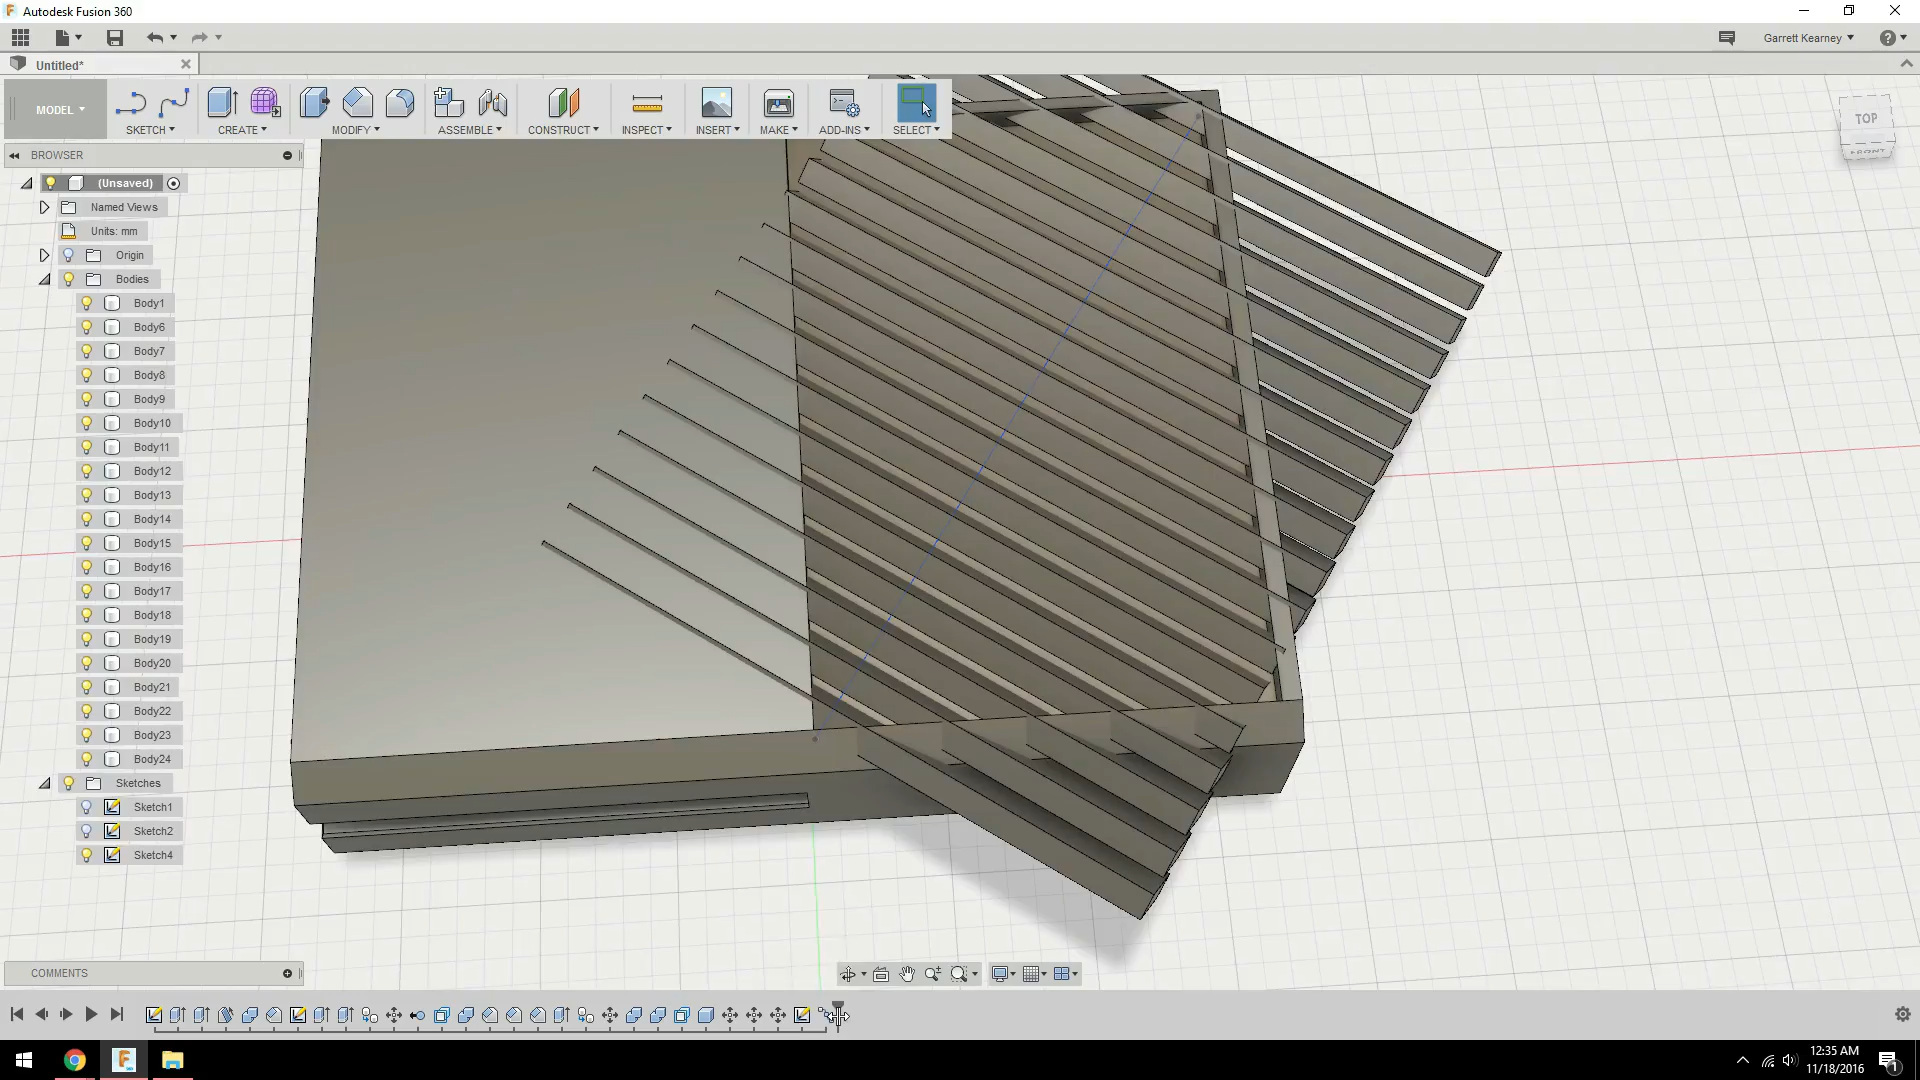 Autodesk Fusion 360
Garrett Kearney
Untitled*
MODEL
SKETCH
CREATE
MODIFY
ASSEMBLE
CONSTRUCT
INSPECT
INSERT
MAKE
ADD-INS
SELECT
TOP
FRONT
BROWSER
(Unsaved)
Named Views
Units: mm
Origin
Bodies
Body1
Body6
Body7
Body8
Body9
Body10
Body11
Body12
Body13
Body14
Body15
Body16
Body17
Body18
Body19
Body20
Body21
Body22
Body23
Body24
Sketches
Sketch1
Sketch2
Sketch4
COMMENTS
12:35 AM
11/18/2016
1